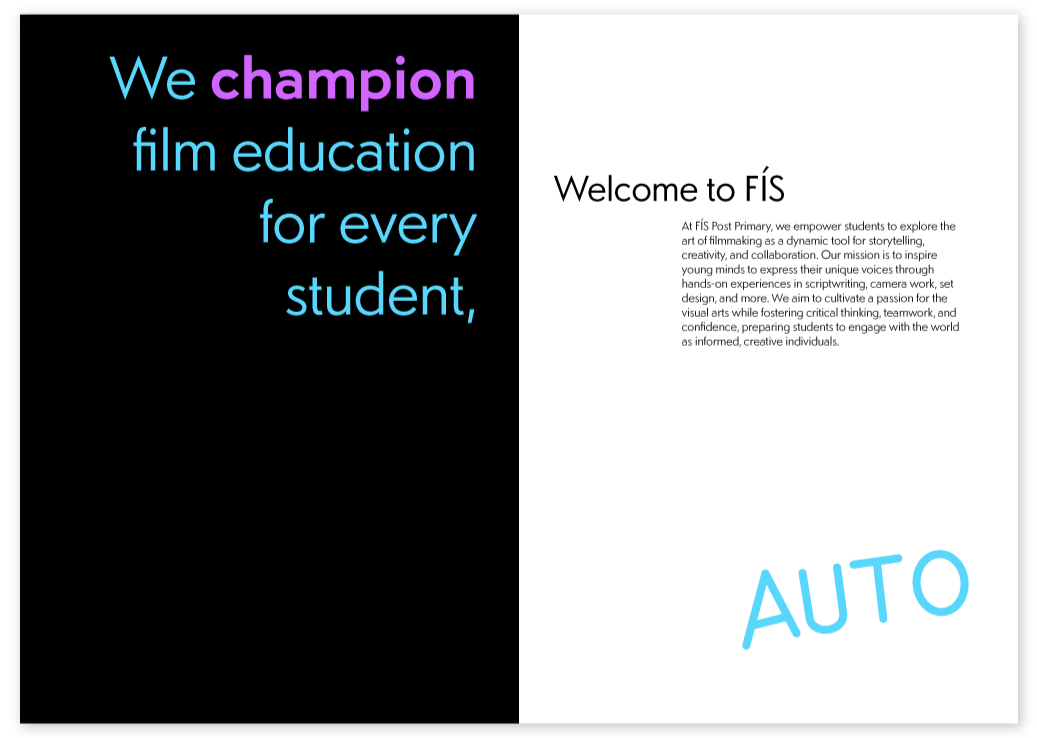 We champion
film education
for every
student,
Welcome to FÍS
At FÍS Post Primary, we empower students to explore the
art of filmmaking as a dynamic tool for storytelling,
creativity, and collaboration. Our mission is to inspire
young minds to express their unique voices through
hands-on experiences in scriptwriting, camera work, set
design, and more. We aim to cultivate a passion for the
visual arts while fostering critical thinking, teamwork, and
confidence, preparing students to engage with the world
as informed, creative individuals.
AUTO